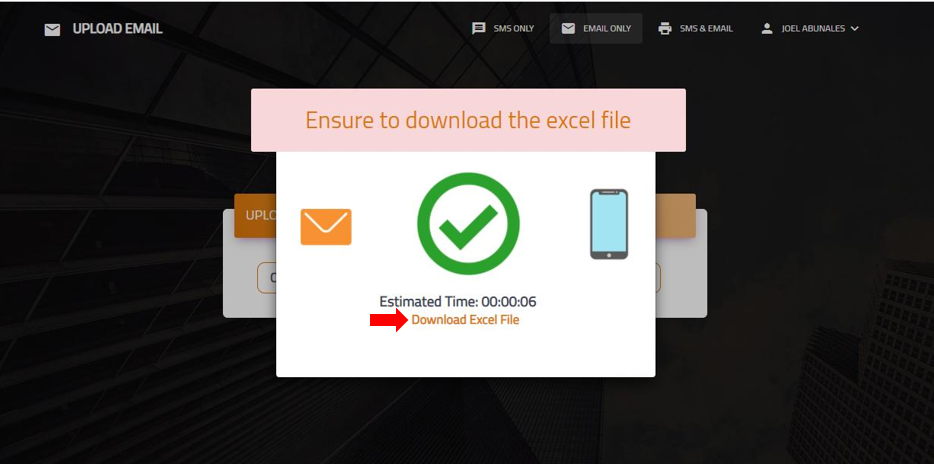 UPLOAD EMAIL
SMS ONLY
EMAIL ONLY
SMS & EMAIL
JOEL ABUNALES
Ensure to download the excel file
Estimated Time: 00:00:06
Download Excel File